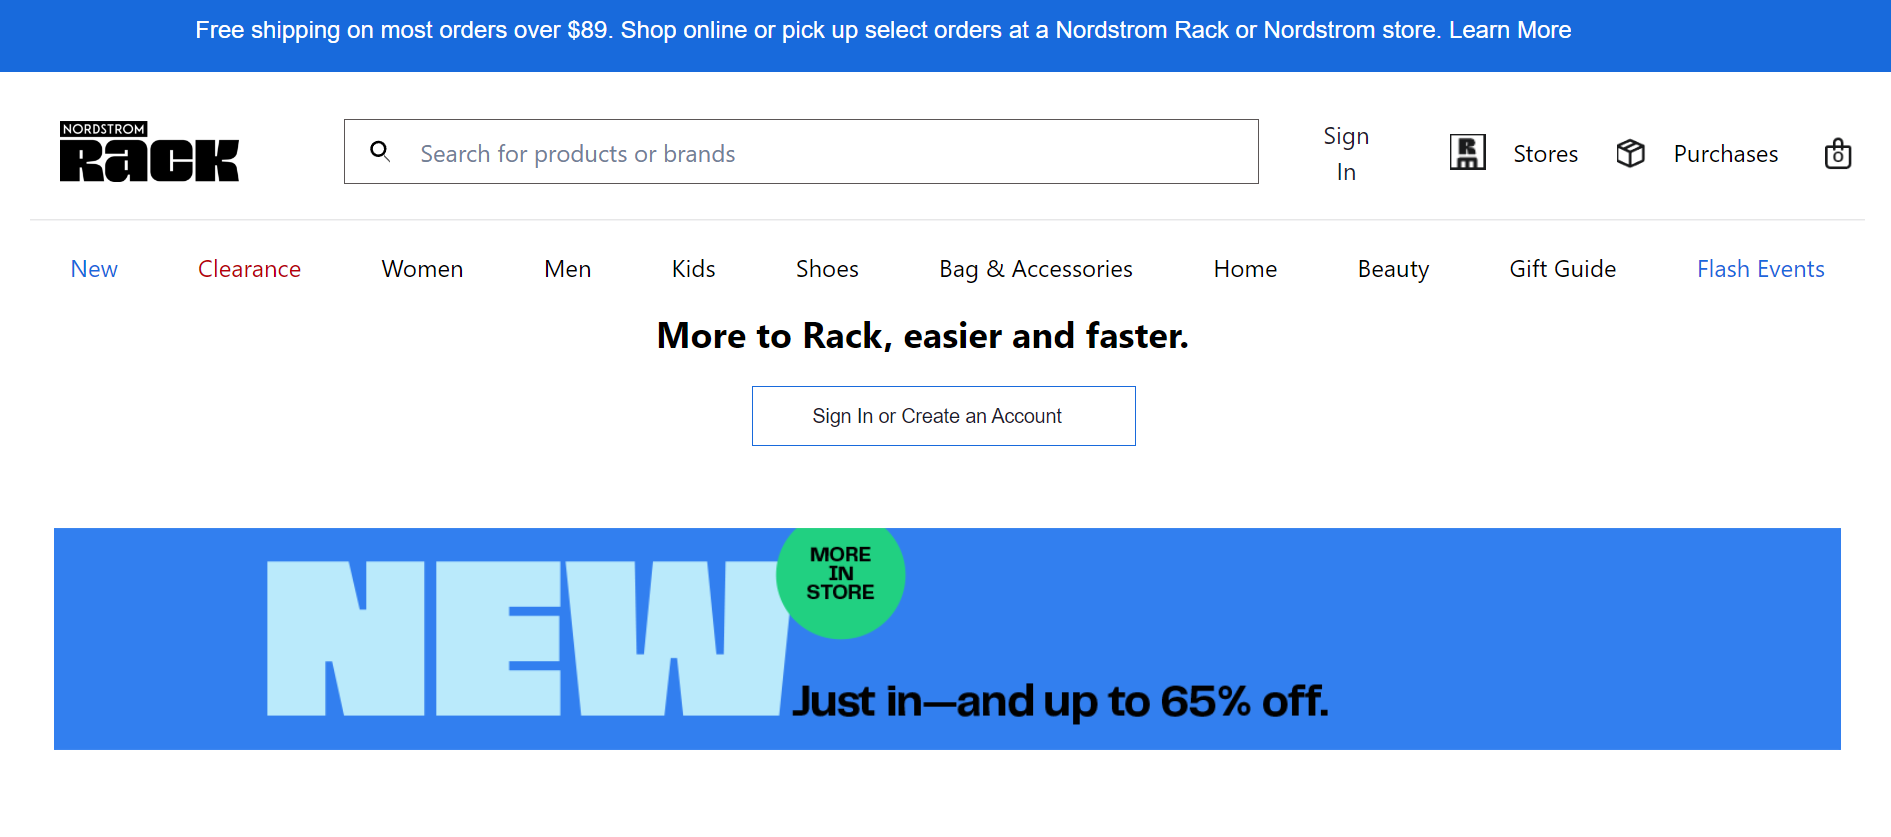 Free shipping on most orders over $89. Shop online or pick up select orders at a Nordstrom Rack or Nordstrom store. Learn More
NORDSTROM
Rack
Search for products or brands
Sign
In
R
m
Stores
Purchases
0
New
Clearance
Women
Men
Kids
Shoes
Bag & Accessories
Home
Beauty
Gift Guide
Flash Events
More to Rack, easier and faster.
Sign In or Create an Account
NEW
MORE
IN
STORE
Just in—and up to 65% off.